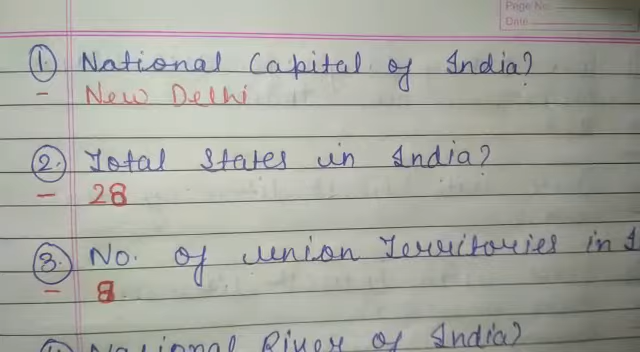 Page No.
Date
1. National Capital of India?
- New Delhi
2. Total States in India?
- 28
3. No. of Union Territories in
- 8
National River of India?